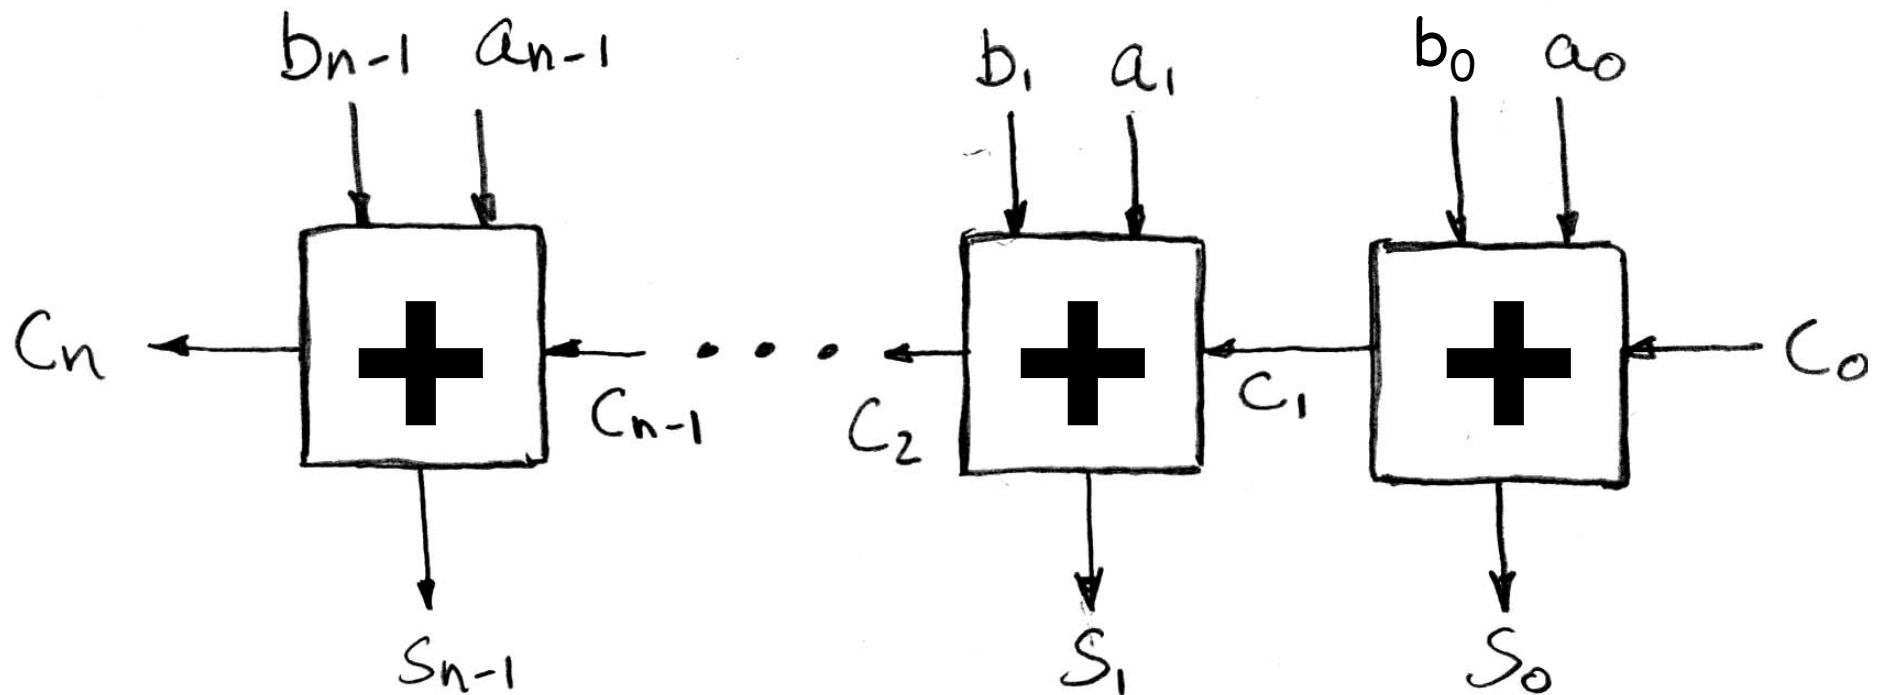 bn-1 an-1 b1 a1 b0 a0
+ + +
Cn Cn-1 C2 C1 C0
Sn-1 S1 S0